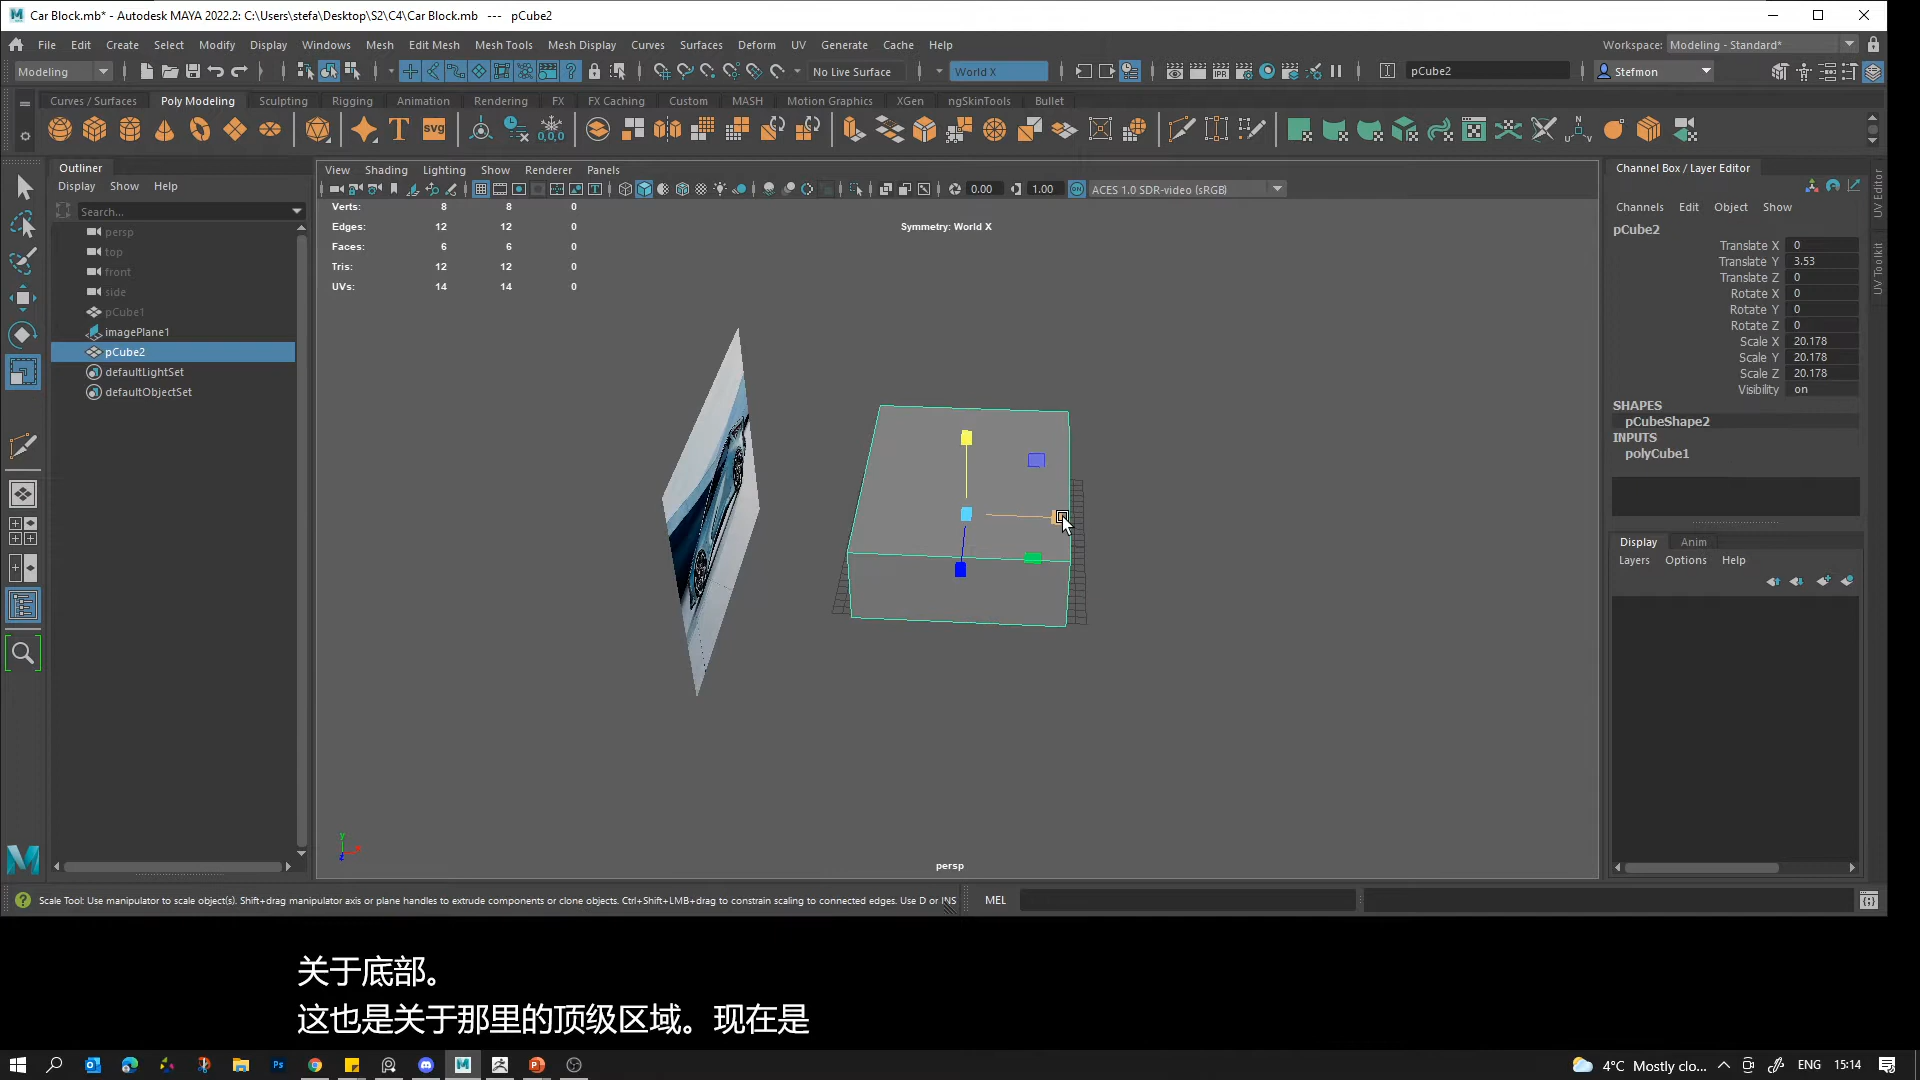 Car Block.mb* - Autodesk MAYA 2022.2: C:\Users\stefa\Desktop\S2\C4\Car Block.mb --- pCube2
File Edit Create Select Modify Display Windows Mesh Edit Mesh Mesh Tools Mesh Display Curves Surfaces Deform UV Generate Cache Help
Workspace: Modeling - Standard*
Modeling No Live Surface World X pCube2 Stefmon
Curves / Surfaces Poly Modeling Sculpting Rigging Animation Rendering FX FX Caching Custom MASH Motion Graphics XGen ngSkinTools Bullet
T svg 0,0,0
Outliner
Display Show Help
Search...
persp
top
front
side
pCube1
imagePlane1
pCube2
defaultLightSet
defaultObjectSet
View Shading Lighting Show Renderer Panels
0.00 1.00 ACES 1.0 SDR-video (sRGB)
Verts: 8 8 0
Edges: 12 12 0
Faces: 6 6 0
Tris: 12 12 0
UVs: 14 14 0
Symmetry: World X
persp
Channel Box / Layer Editor
Channels Edit Object Show
pCube2
Translate X 0
Translate Y 3.53
Translate Z 0
Rotate X 0
Rotate Y 0
Rotate Z 0
Scale X 20.178
Scale Y 20.178
Scale Z 20.178
Visibility on
SHAPES
pCubeShape2
INPUTS
polyCube1
Display Anim
Layers Options Help
UV Editor
UV Toolkit
Scale Tool: Use manipulator to scale object(s). Shift+drag manipulator axis or plane handles to extrude components or clone objects. Ctrl+Shift+LMB+drag to constrain scaling to connected edges. Use D or INS
MEL
关于底部。
这也是关于那里的顶级区域。现在是
4°C Mostly clo... ENG 15:14